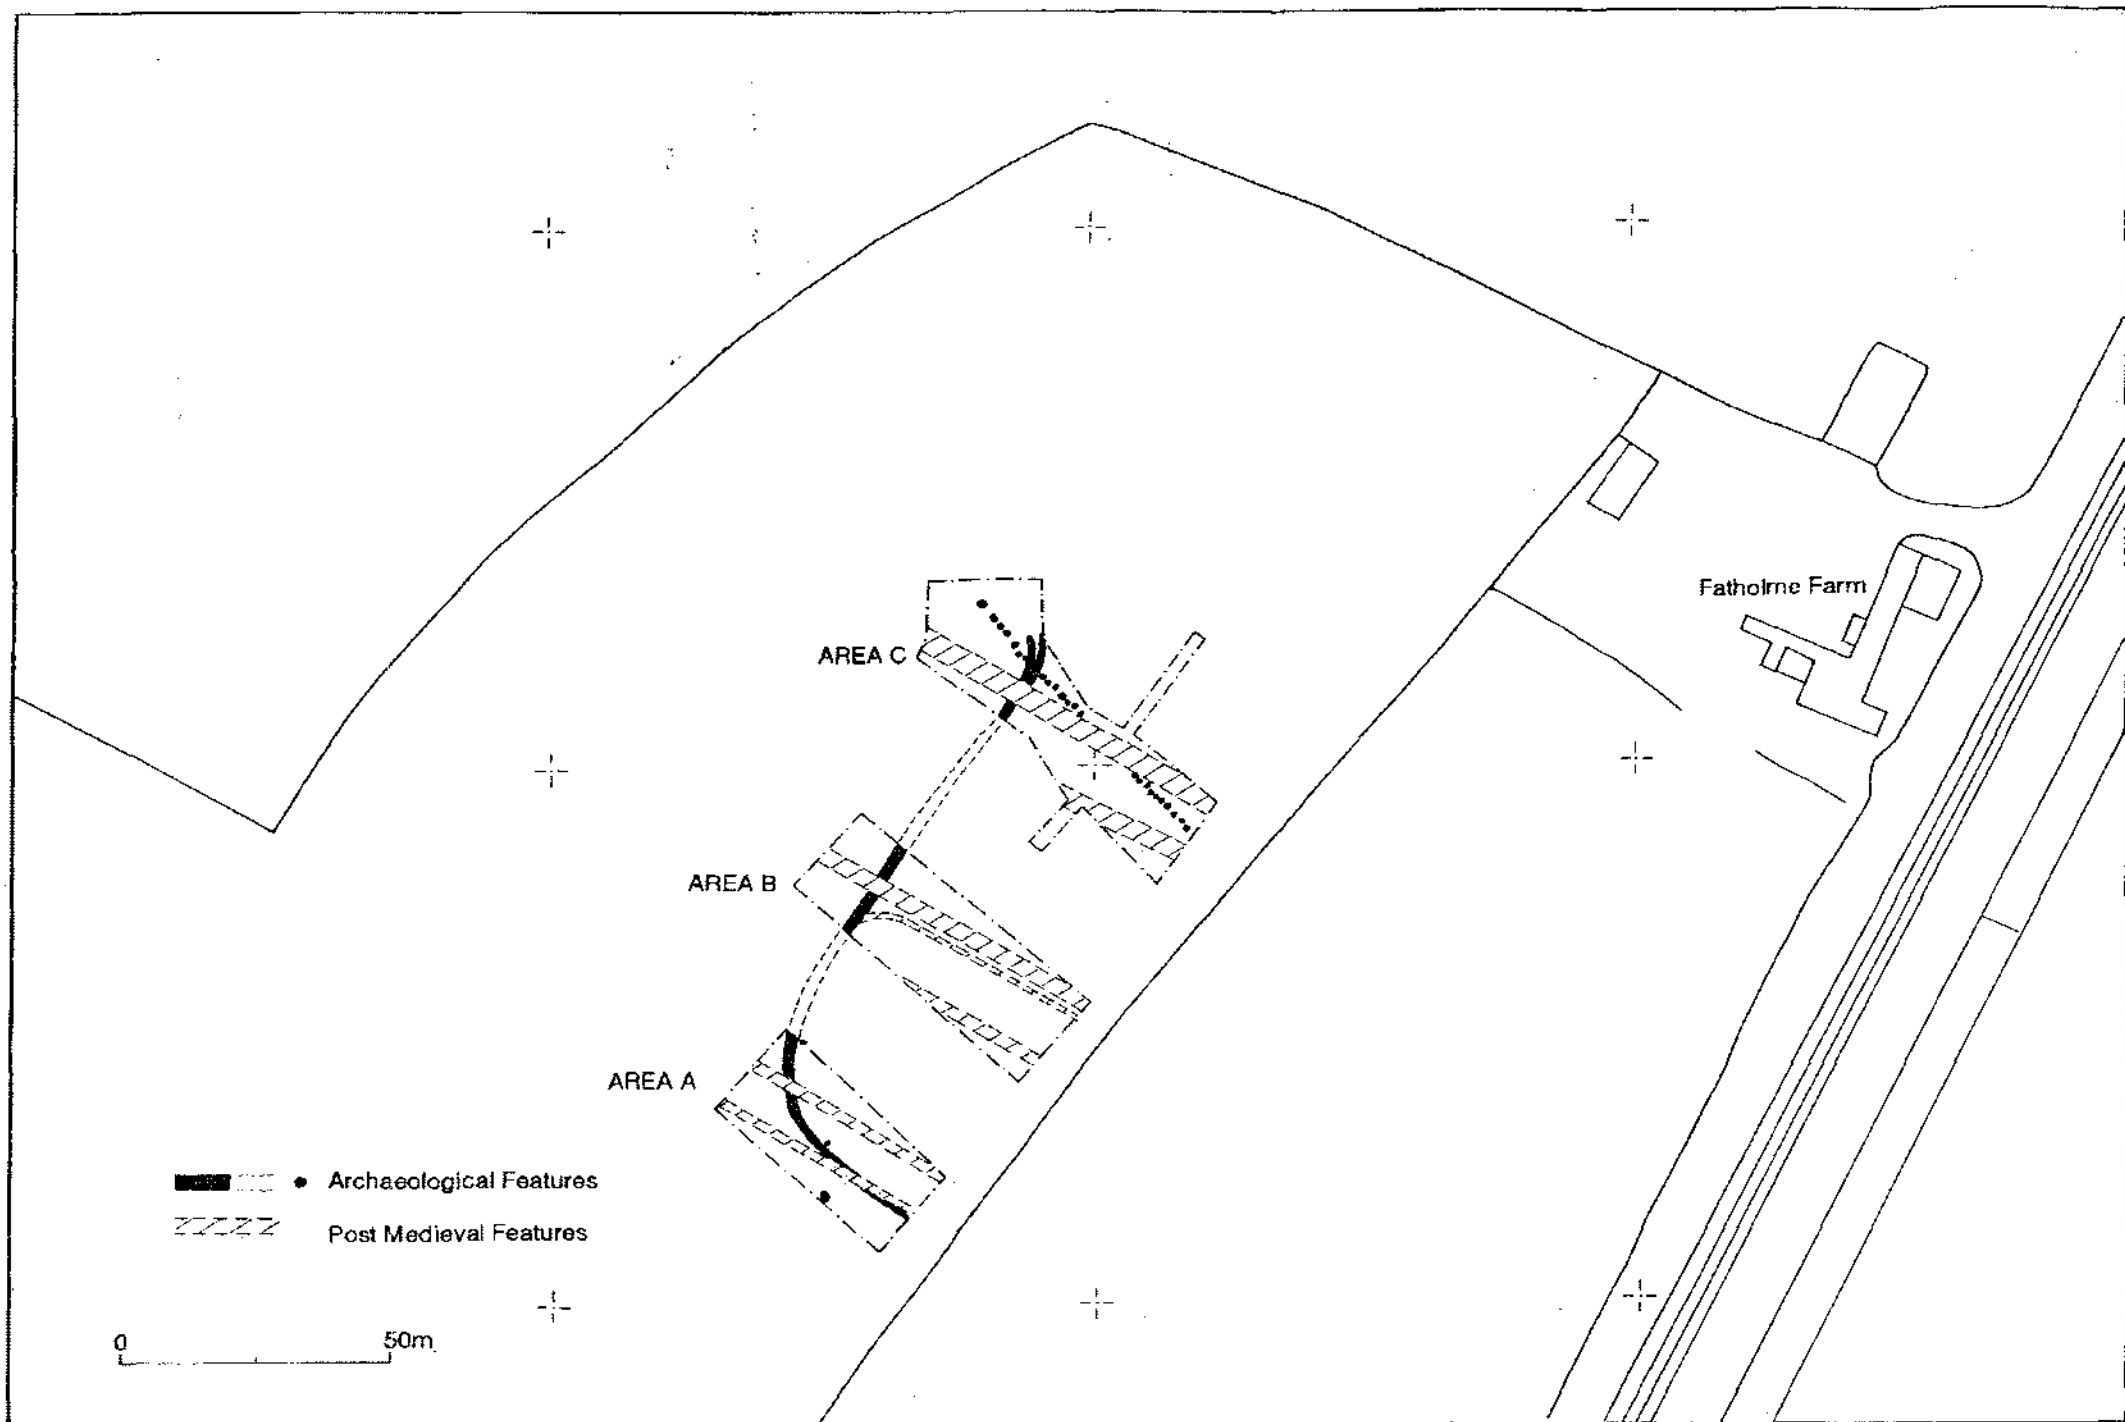 Fatholme Farm
AREA C
AREA B
AREA A
Archaeological Features
Post Medieval Features
0 50m